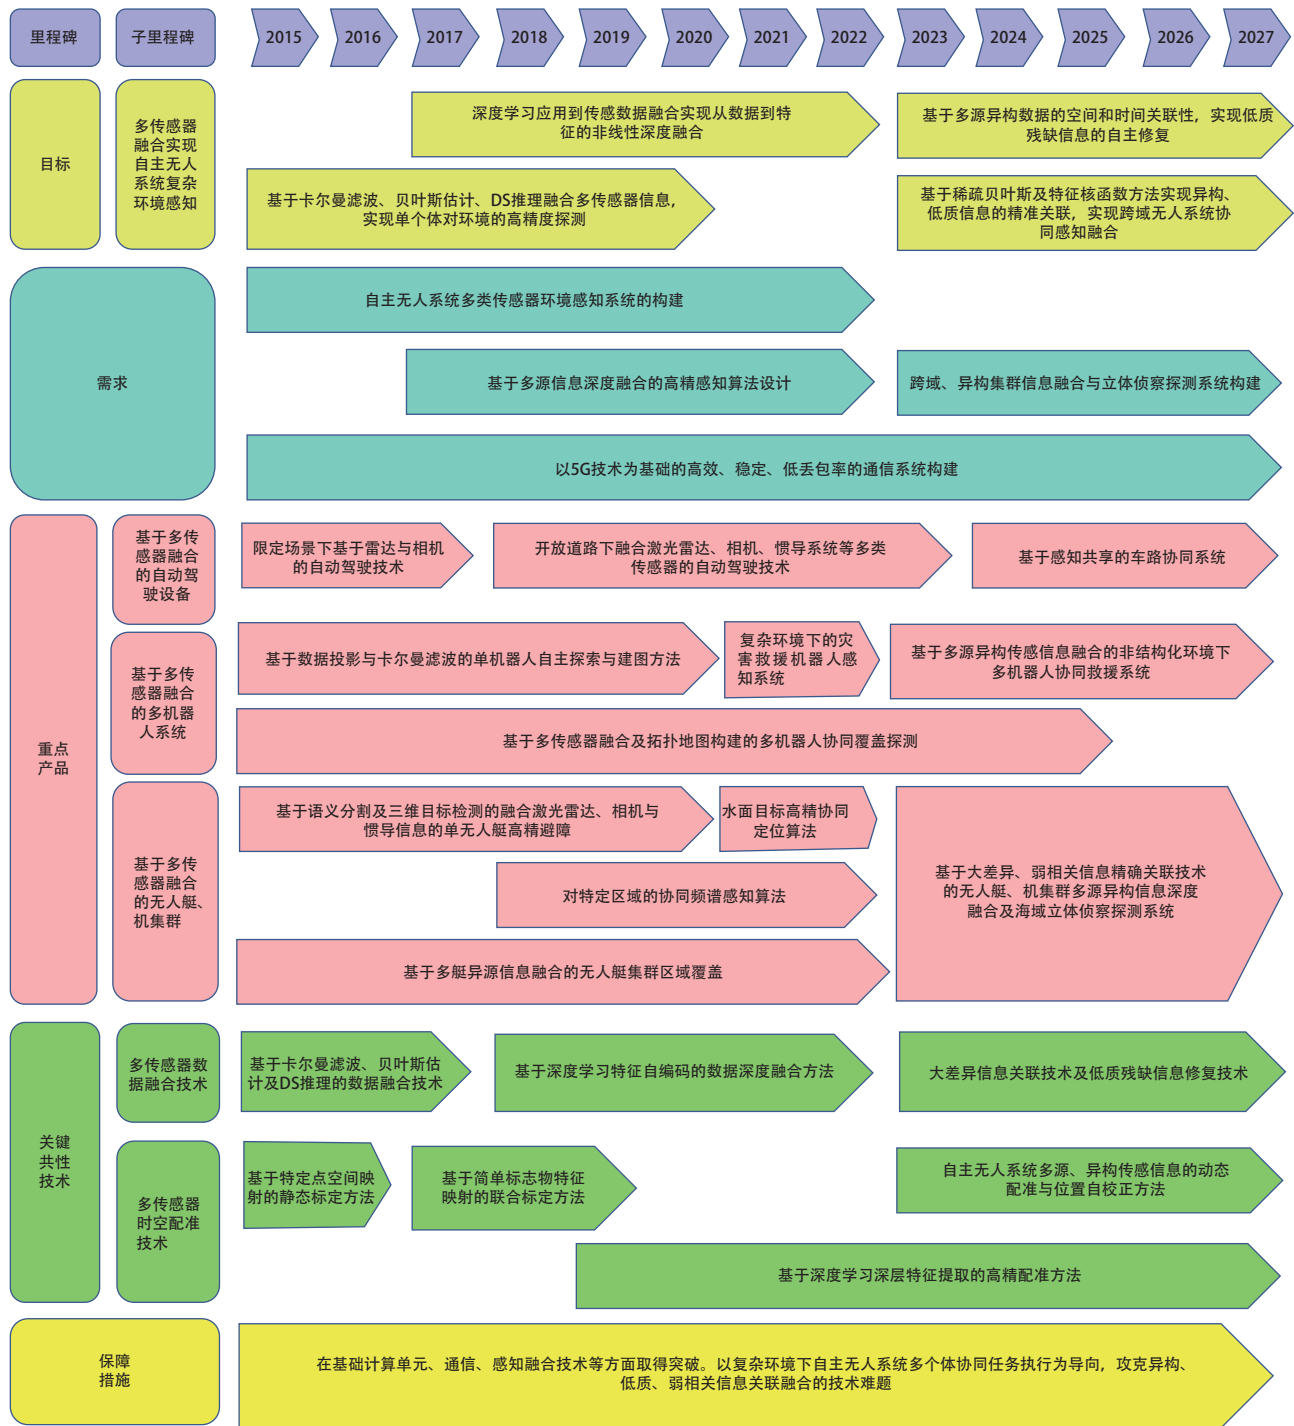 里程碑
子里程碑
2015
2016
2017
2018
2019
2020
2021
2022
2023
2024
2025
2026
2027
目标
多传感器
融合实现
自主无人
系统复杂
环境感知
深度学习应用到传感数据融合实现从数据到特
征的非线性深度融合
基于多源异构数据的空间和时间关联性，实现低质
残缺信息的自主修复
基于卡尔曼滤波、贝叶斯估计、DS推理融合多传感器信息，
实现单个体对环境的高精度探测
基于稀疏贝叶斯及特征核函数方法实现异构、
低质信息的精准关联，实现跨域无人系统协
同感知融合
需求
自主无人系统多类传感器环境感知系统的构建
基于多源信息深度融合的高精感知算法设计
跨域、异构集群信息融合与立体侦察探测系统构建
以5G技术为基础的高效、稳定、低丢包率的通信系统构建
重点
产品
基于多传
感器融合
的自动驾
驶设备
限定场景下基于雷达与相机
的自动驾驶技术
开放道路下融合激光雷达、相机、惯导系统等多类
传感器的自动驾驶技术
基于感知共享的车路协同系统
基于多传
感器融合
的多机器
人系统
基于数据投影与卡尔曼滤波的单机器人自主探索与建图方法
复杂环境下的灾
害救援机器人感
知系统
基于多源异构传感信息融合的非结构化环境下
多机器人协同救援系统
基于多传感器融合及拓扑地图构建的多机器人协同覆盖探测
基于多传
感器融合
的无人艇、
机集群
基于语义分割及三维目标检测的融合激光雷达、相机与
惯导信息的单无人艇高精避障
水面目标高精协同
定位算法
对特定区域的协同频谱感知算法
基于大差异、弱相关信息精确关联技术
的无人艇、机集群多源异构信息深度
融合及海域立体侦察探测系统
基于多艇异源信息融合的无人艇集群区域覆盖
关键
共性
技术
多传感器数
据融合技术
基于卡尔曼滤波、贝叶斯估
计及DS推理的数据融合技术
基于深度学习特征自编码的数据深度融合方法
大差异信息关联技术及低质残缺信息修复技术
多传感器
时空配准
技术
基于特定点空间映
射的静态标定方法
基于简单标志物特征
映射的联合标定方法
自主无人系统多源、异构传感信息的动态
配准与位置自校正方法
基于深度学习深层特征提取的高精配准方法
保障
措施
在基础计算单元、通信、感知融合技术等方面取得突破。以复杂环境下自主无人系统多个体协同任务执行为导向，攻克异构、
低质、弱相关信息关联融合的技术难题